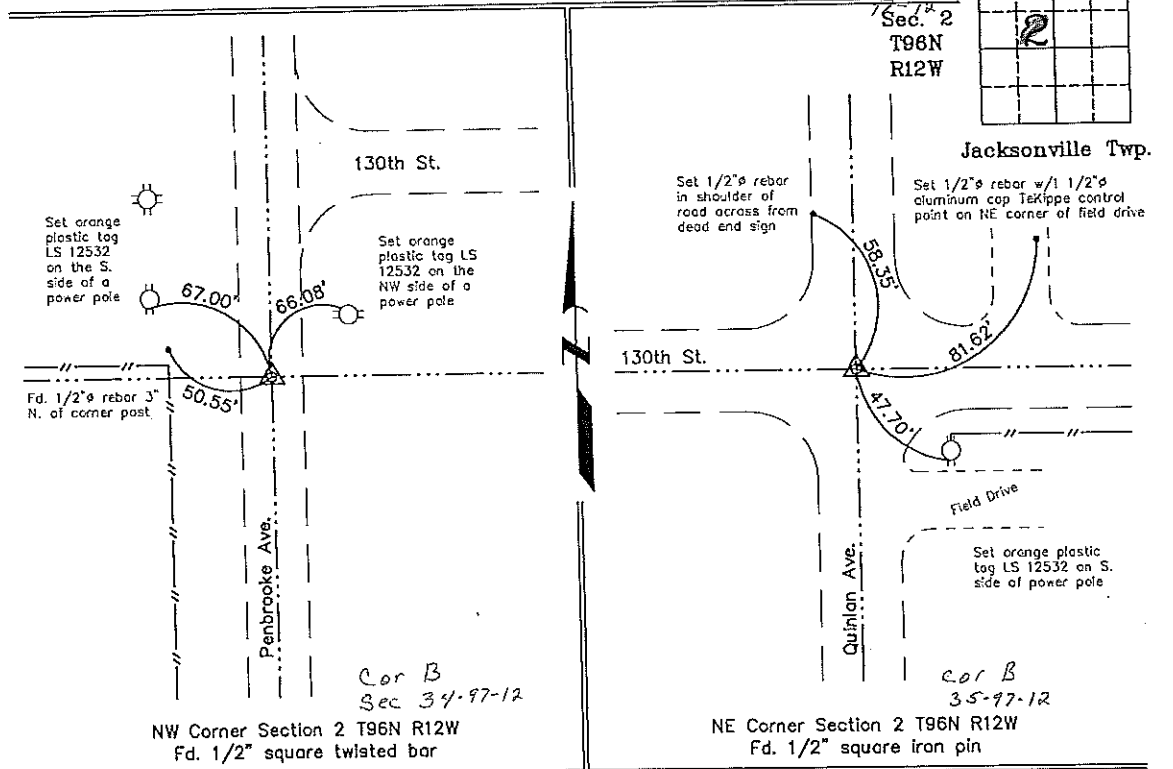 12-12
Sec. 2
T96N
R12W
2
Jacksonville Twp.
130th St.
Set orange
plastic tag
LS 12532
on the S.
side of a
power pole
Set orange
plastic tag LS
12532 on the
NW side of a
power pole
67.00'
66.08'
50.55'
Fd. 1/2"ø rebar 3"
N. of corner post
Penbrooke Ave.
Cor B
Sec 34-97-12
NW Corner Section 2 T96N R12W
Fd. 1/2" square twisted bar
Set 1/2"ø rebar
in shoulder of
road across from
dead end sign
Set 1/2"ø rebar w/1 1/2"ø
aluminum cap TeKippe control
point on NE corner of field drive
58.35'
81.62'
130th St.
47.70'
Field Drive
Set orange plastic
tag LS 12532 on S.
side of power pole
Quinlan Ave.
Cor B
35-97-12
NE Corner Section 2 T96N R12W
Fd. 1/2" square iron pin